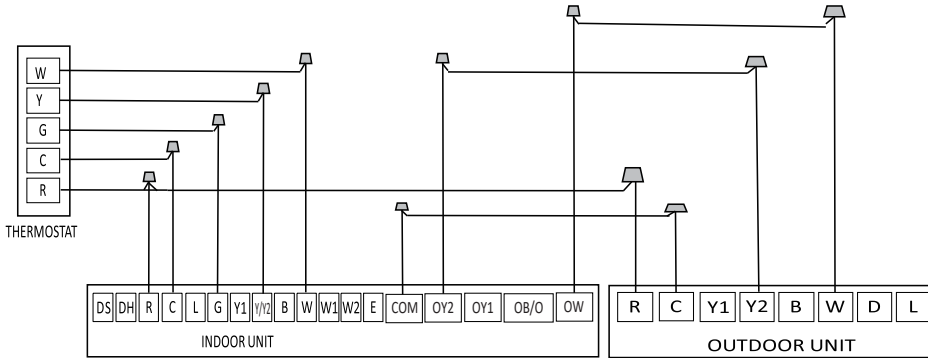 W
Y
G
C
R
THERMOSTAT
DS DH R C L G Y1 Y/Y2 B W W1 W2 E COM OY2 OY1 OB/O OW
INDOOR UNIT
R C Y1 Y2 B W D L
OUTDOOR UNIT